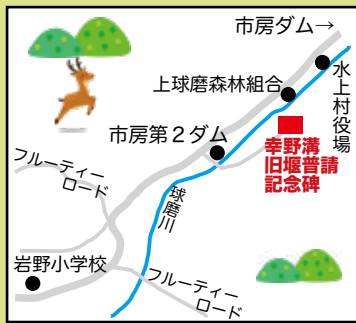 市房ダム→
上球磨森林組合
水上村役場
市房第2ダム
幸野溝
旧堰普請
記念碑
フルーティー
ロード
球磨川
岩野小学校
フルーティー
ロード